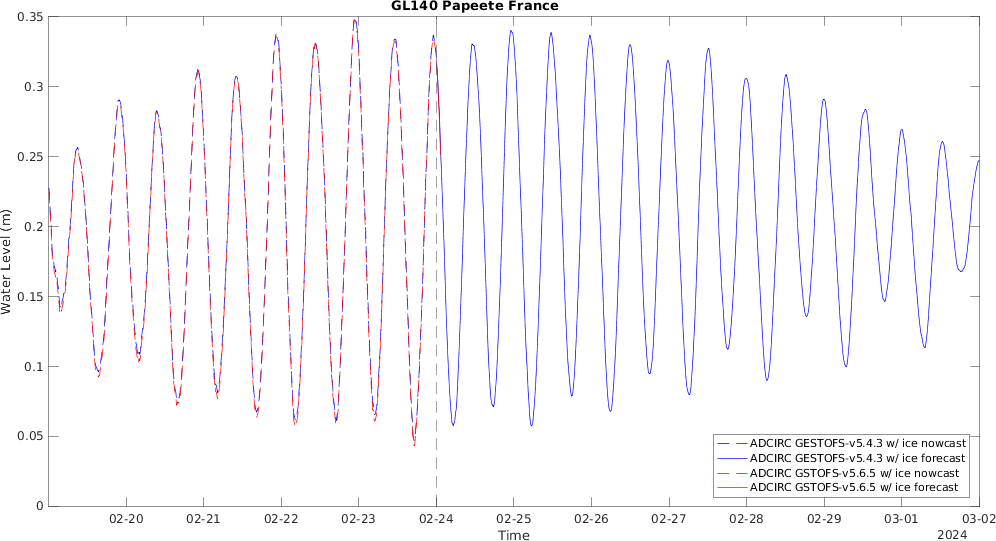 GL140 Papeete France
0.35
0.3
0.25
0.2
0.15
0.1
0.05
0
Water Level (m)
ADCIRC GESTOFS-v5.4.3 w/ ice nowcast
ADCIRC GESTOFS-v5.4.3 w/ ice forecast
ADCIRC GSTOFS-v5.6.5 w/ ice nowcast
ADCIRC GSTOFS-v5.6.5 w/ ice forecast
02-20 02-21 02-22 02-23 02-24 02-25 02-26 02-27 02-28 02-29 03-01 03-02
Time
2024